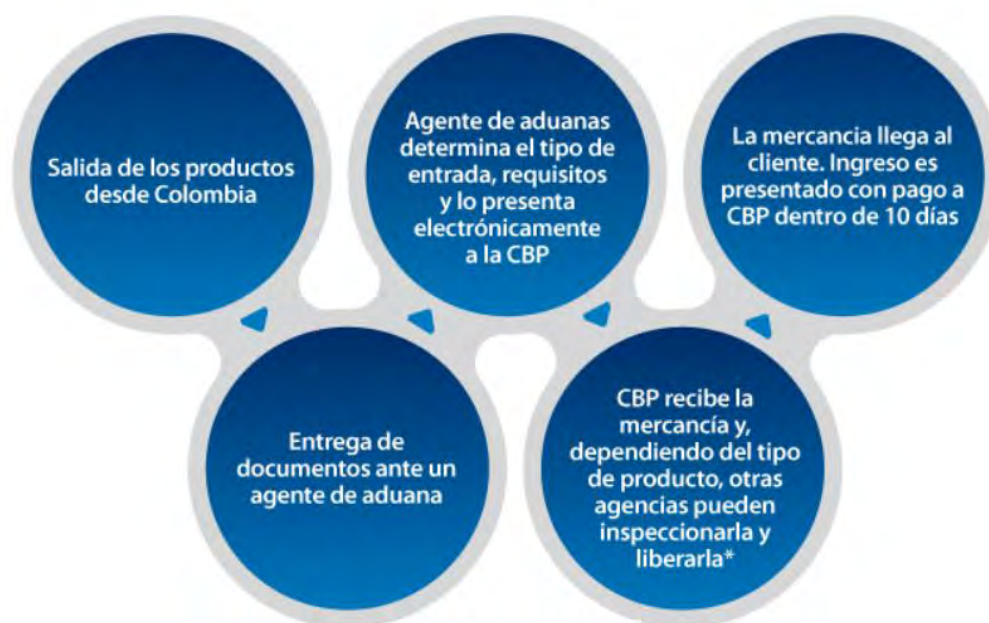 Salida de los productos
desde Colombia
Entrega de
documentos ante un
agente de aduana
Agente de aduanas
determina el tipo de
entrada, requisitos
y lo presenta
electrónicamente
a la CBP
CBP recibe la
mercancía y,
dependiendo del tipo
de producto, otras
agencias pueden
inspeccionarla y
liberarla*
La mercancia llega al
cliente. Ingreso es
presentado con pago a
CBP dentro de 10 días